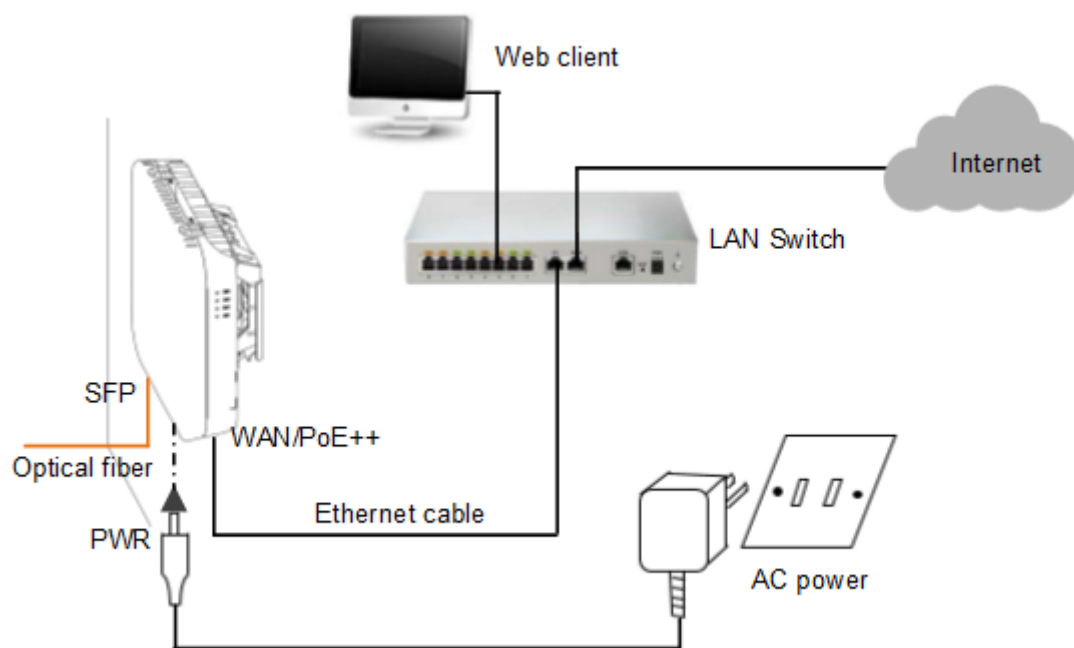 Web client
Internet
LAN Switch
SFP
WAN/PoE++
Optical fiber
Ethernet cable
PWR
AC power